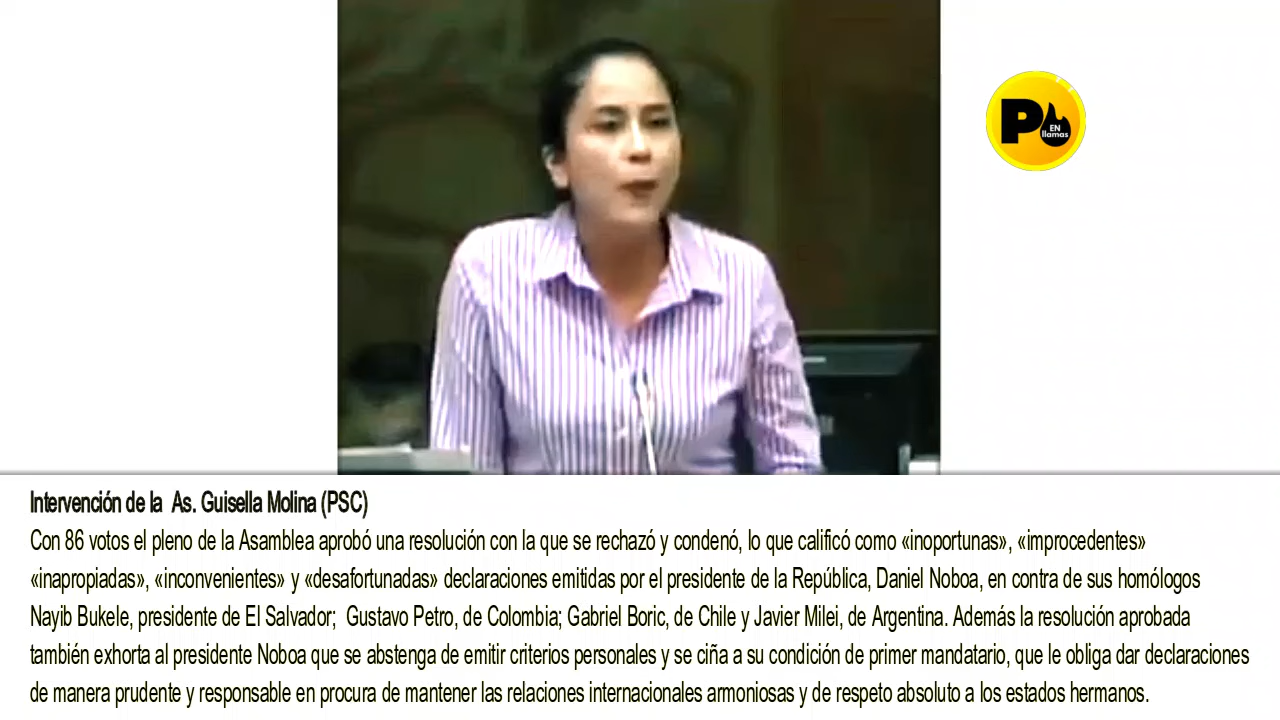 P EN
llamas
Intervención de la As. Guisella Molina (PSC)
Con 86 votos el pleno de la Asamblea aprobó una resolución con la que se rechazó y condenó, lo que calificó como «inoportunas», «improcedentes»
«inapropiadas», «inconvenientes» y «desafortunadas» declaraciones emitidas por el presidente de la República, Daniel Noboa, en contra de sus homólogos
Nayib Bukele, presidente de El Salvador; Gustavo Petro, de Colombia; Gabriel Boric, de Chile y Javier Milei, de Argentina. Además la resolución aprobada
también exhorta al presidente Noboa que se abstenga de emitir criterios personales y se ciña a su condición de primer mandatario, que le obliga dar declaraciones
de manera prudente y responsable en procura de mantener las relaciones internacionales armoniosas y de respeto absoluto a los estados hermanos.